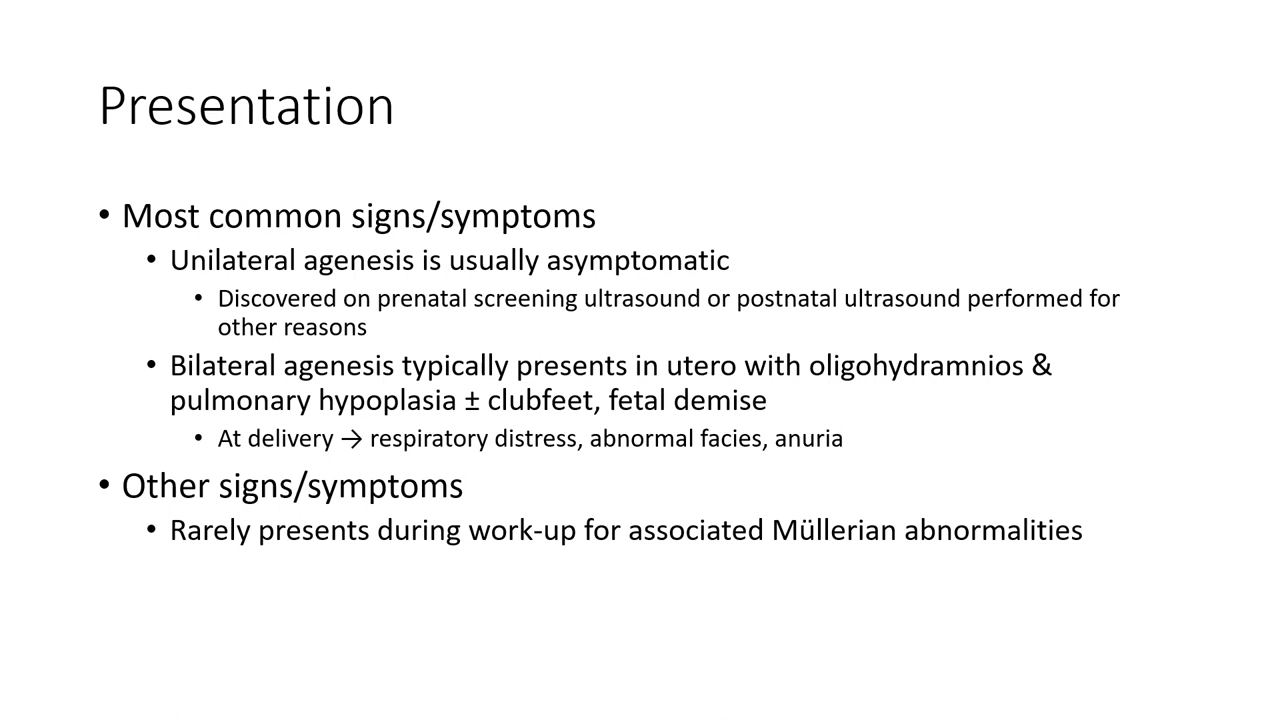 Presentation
• Most common signs/symptoms
• Unilateral agenesis is usually asymptomatic
• Discovered on prenatal screening ultrasound or postnatal ultrasound performed for
other reasons
• Bilateral agenesis typically presents in utero with oligohydramnios &
pulmonary hypoplasia ± clubfeet, fetal demise
• At delivery → respiratory distress, abnormal facies, anuria
• Other signs/symptoms
• Rarely presents during work-up for associated Müllerian abnormalities